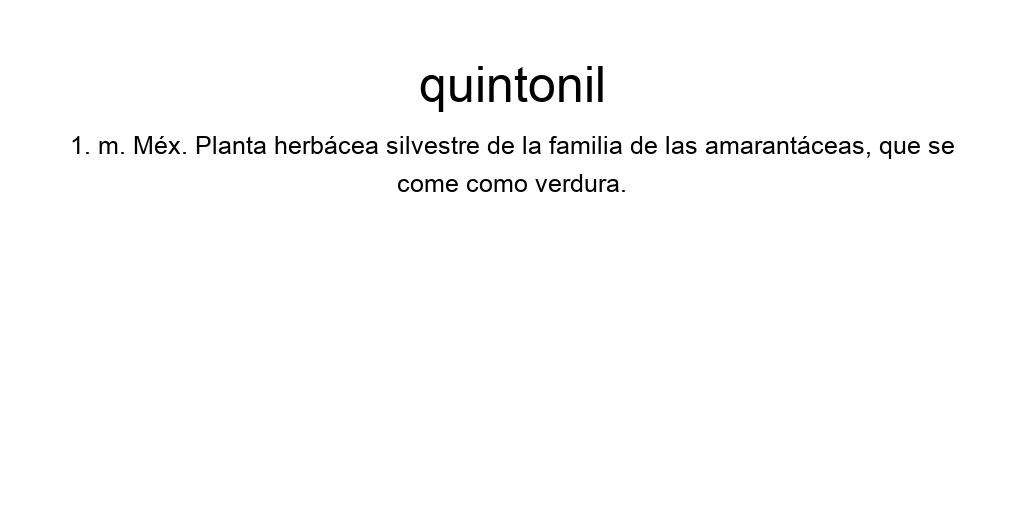 quintonil
1. m. Méx. Planta herbácea silvestre de la familia de las amarantáceas, que se
come como verdura.